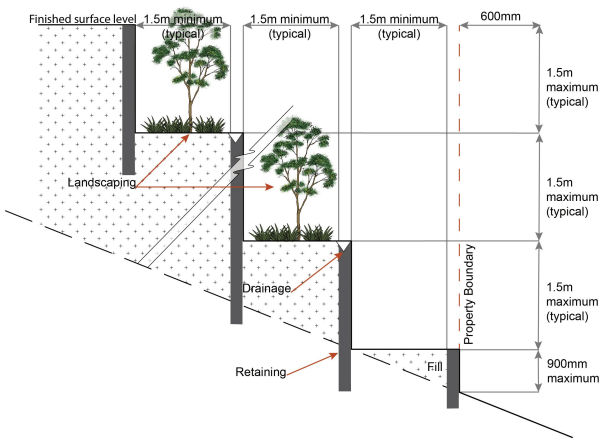 Finished surface level
1.5m minimum
(typical)
1.5m minimum
(typical)
1.5m minimum
(typical)
600mm
1.5m
maximum
(typical)
Landscaping
1.5m
maximum
(typical)
Drainage
Property Boundary
1.5m
maximum
(typical)
Retaining
Fill
900mm
maximum